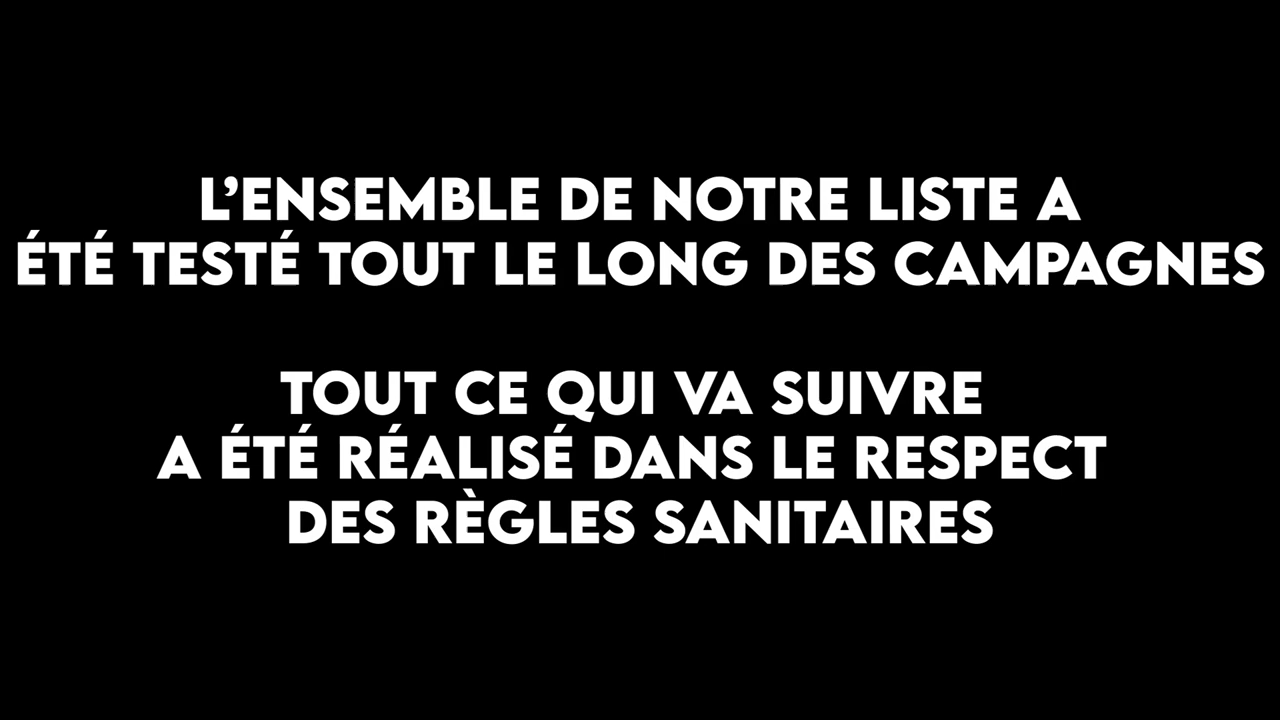 L’ENSEMBLE DE NOTRE LISTE A
ÉTÉ TESTÉ TOUT LE LONG DES CAMPAGNES
TOUT CE QUI VA SUIVRE
A ÉTÉ RÉALISÉ DANS LE RESPECT
DES RÈGLES SANITAIRES